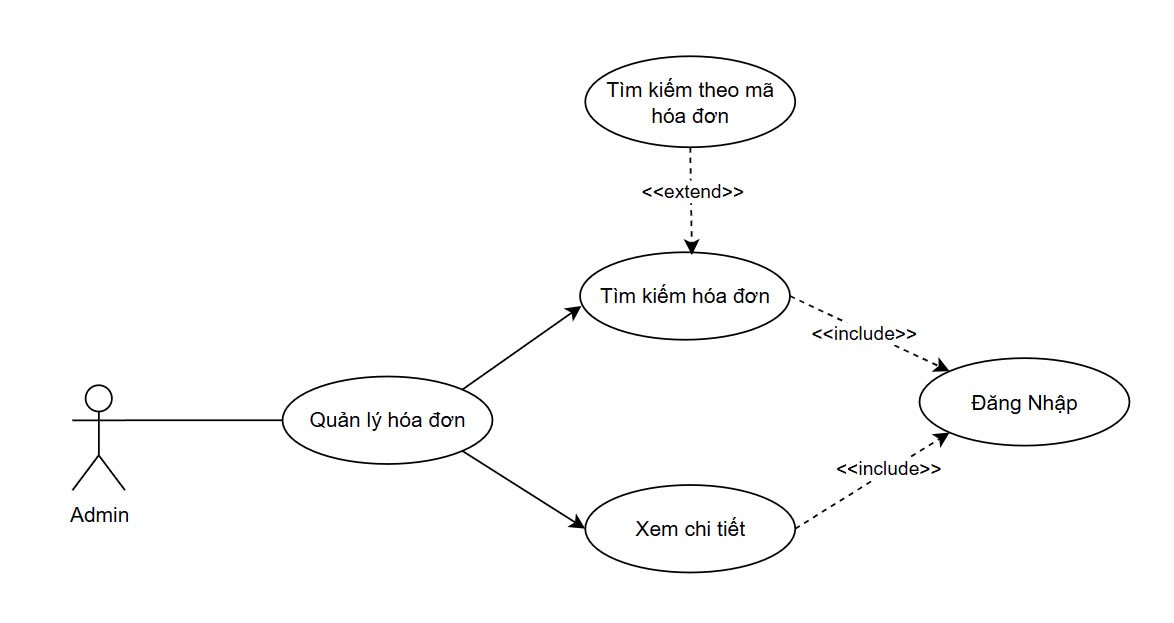 Tìm kiếm theo mã
hóa đơn
<<extend>>
Tìm kiếm hóa đơn
<<include>>
Đăng Nhập
Quản lý hóa đơn
<<include>>
Admin
Xem chi tiết